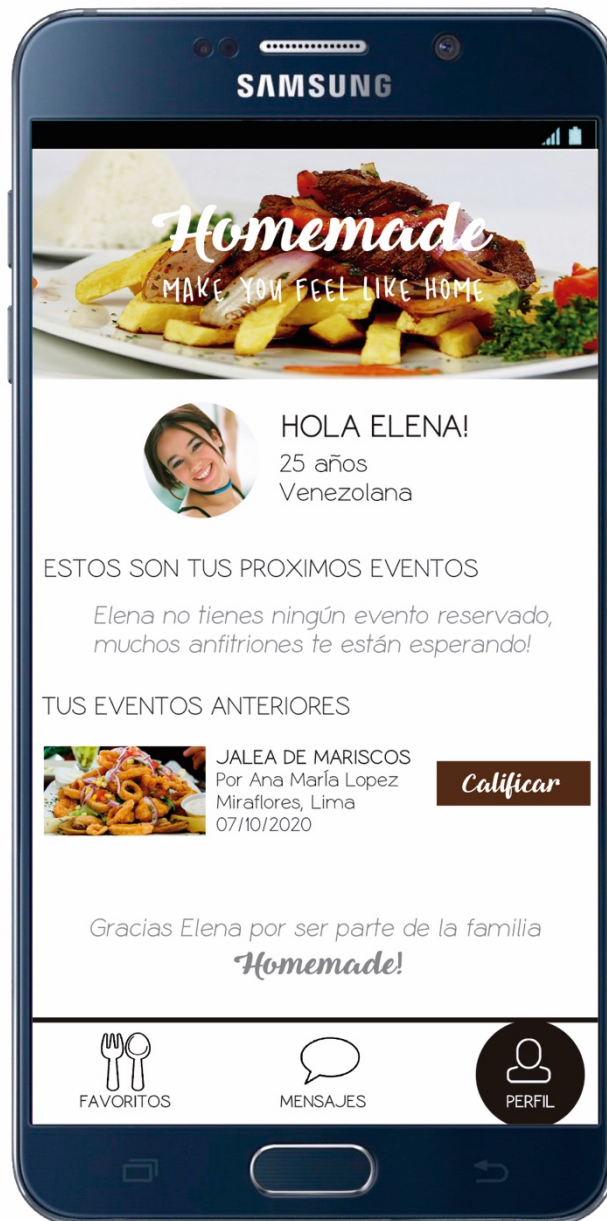 SAMSUNG
Homemade
MAKE YOU FEEL LIKE HOME
HOLA ELENA!
25 años
Venezolana
ESTOS SON TUS PROXIMOS EVENTOS
Elena no tienes ningún evento reservado,
muchos anfitriones te están esperando!
TUS EVENTOS ANTERIORES
JALEA DE MARISCOS
Por Ana María Lopez
Miraflores, Lima
07/10/2020
Calificar
Gracias Elena por ser parte de la familia
Homemade!
FAVORITOS
MENSAJES
PERFIL